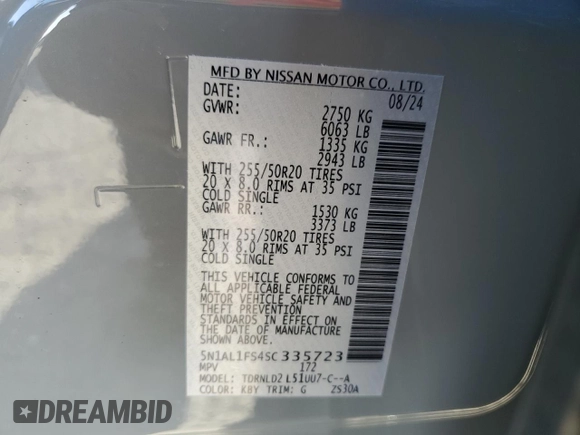 MFD BY NISSAN MOTOR CO., LTD.
DATE: 08/24
GVWR: 2750 KG
6063 LB
GAWR FR.: 1335 KG
2943 LB
WITH 255/50R20 TIRES
20 X 8.0 RIMS AT 35 PSI
COLD SINGLE
GAWR RR.: 1530 KG
3373 LB
WITH 255/50R20 TIRES
20 X 8.0 RIMS AT 35 PSI
COLD SINGLE
THIS VEHICLE CONFORMS TO
ALL APPLICABLE FEDERAL
MOTOR VEHICLE SAFETY AND
THEFT PREVENTION
STANDARDS IN EFFECT ON
THE DATE OF MANUFACTURE
SHOWN ABOVE.
5N1AL1FS4SC335723
MPV 172
MODEL: TDRNLD2 L51UU7-C--A
COLOR: KBY TRIM: G ZS30A
RIDESAFELY